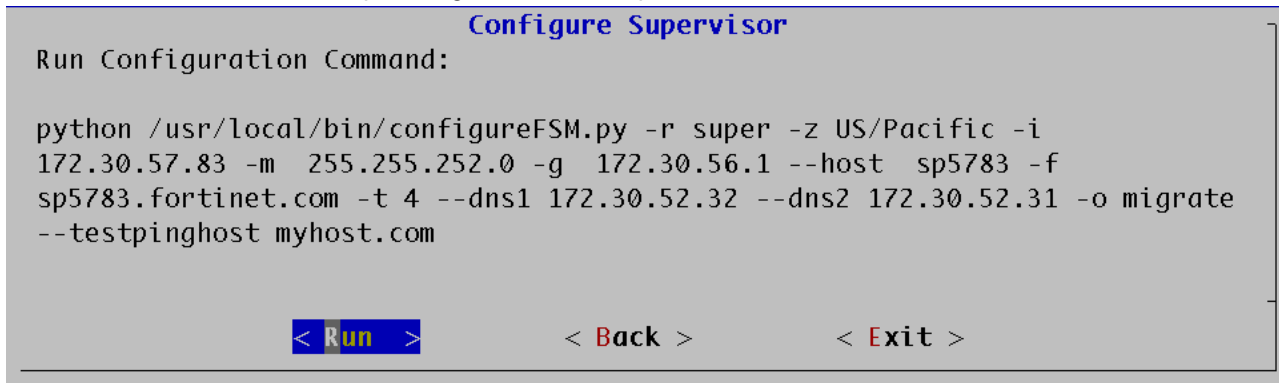 Configure Supervisor
Run Configuration Command:
python /usr/local/bin/configureFSM.py -r super -z US/Pacific -i
172.30.57.83 -m  255.255.252.0 -g  172.30.56.1 --host  sp5783 -f
sp5783.fortinet.com -t 4 --dns1 172.30.52.32 --dns2 172.30.52.31 -o migrate
--testpinghost myhost.com
< Run  > < Back > < Exit >